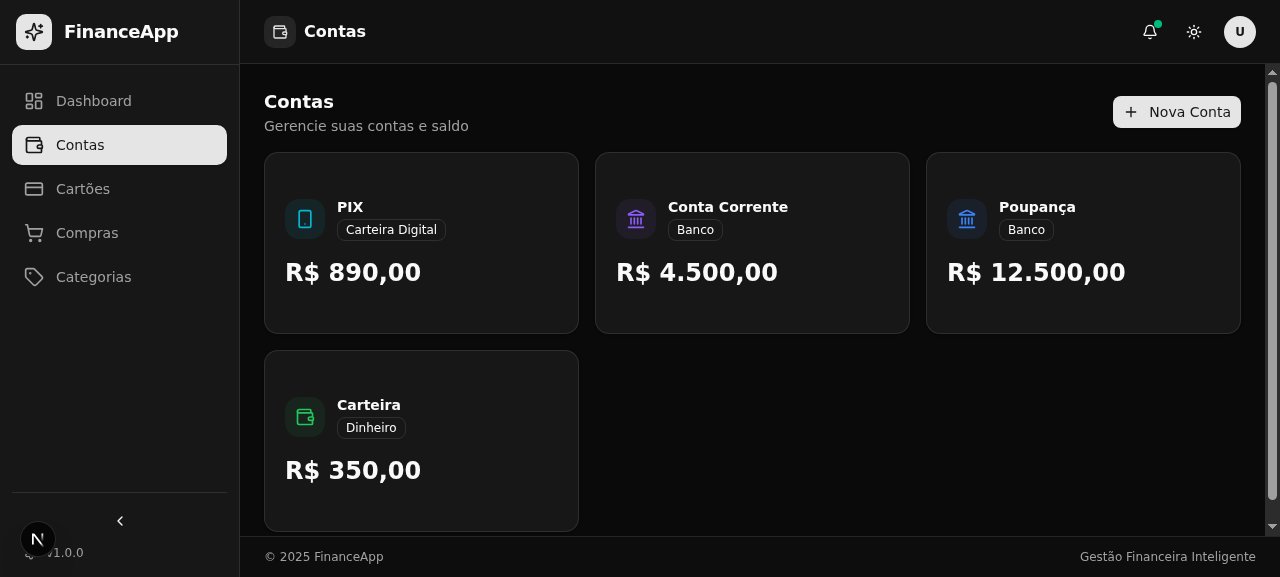 FinanceApp
Dashboard
Contas
Cartões
Compras
Categorias
v1.0.0
Contas
U
Contas
Gerencie suas contas e saldo
Nova Conta
PIX
Carteira Digital
R$ 890,00
Conta Corrente
Banco
R$ 4.500,00
Poupança
Banco
R$ 12.500,00
Carteira
Dinheiro
R$ 350,00
© 2025 FinanceApp
Gestão Financeira Inteligente